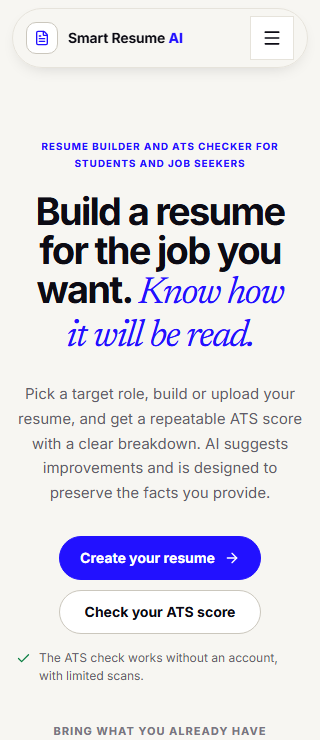 Smart Resume AI
RESUME BUILDER AND ATS CHECKER FOR
STUDENTS AND JOB SEEKERS
Build a resume
for the job you
want. Know how
it will be read.
Pick a target role, build or upload your
resume, and get a repeatable ATS score
with a clear breakdown. AI suggests
improvements and is designed to
preserve the facts you provide.
Create your resume
Check your ATS score
The ATS check works without an account,
with limited scans.
BRING WHAT YOU ALREADY HAVE